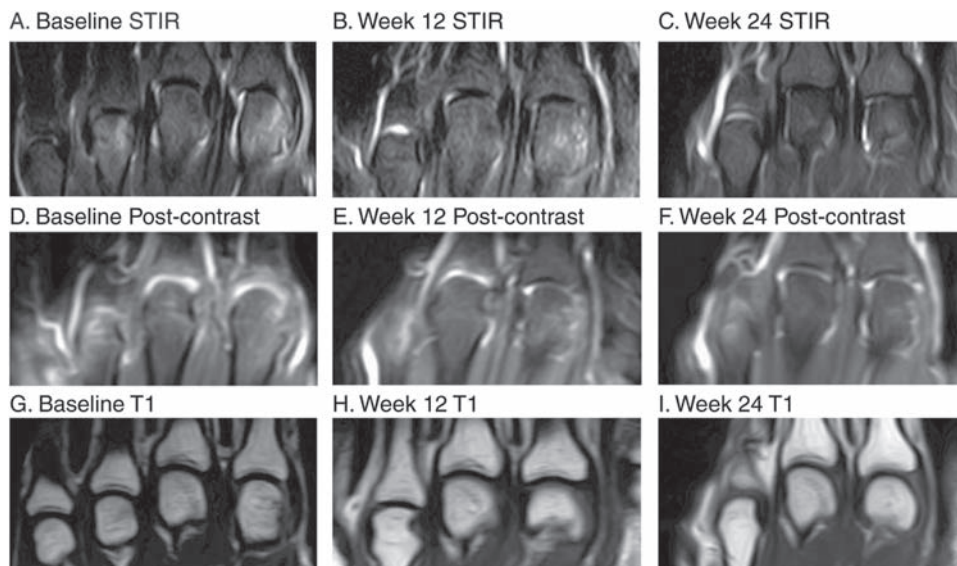 A. Baseline STIR
B. Week 12 STIR
C. Week 24 STIR
D. Baseline Post-contrast
E. Week 12 Post-contrast
F. Week 24 Post-contrast
G. Baseline T1
H. Week 12 T1
I. Week 24 T1